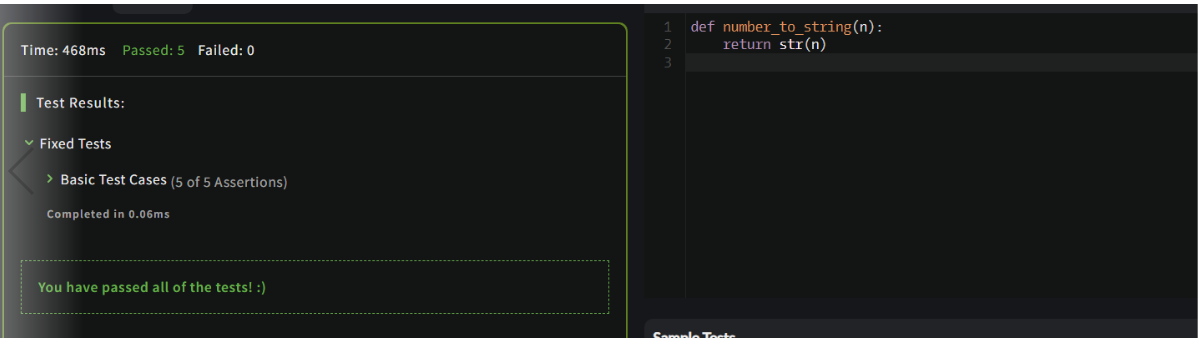 Time: 468ms Passed: 5 Failed: 0
Test Results:
Fixed Tests
Basic Test Cases (5 of 5 Assertions)
Completed in 0.06ms
You have passed all of the tests! :)
1 def number_to_string(n):
2 return str(n)
3
Sample Tests